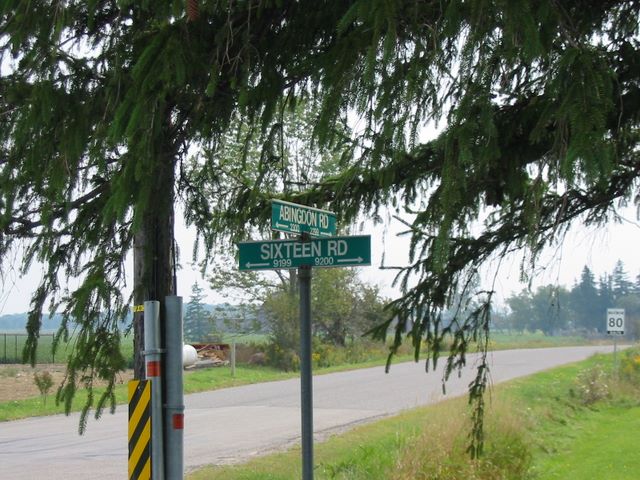 ABINGDON RD
SIXTEEN RD
9199 9200
80